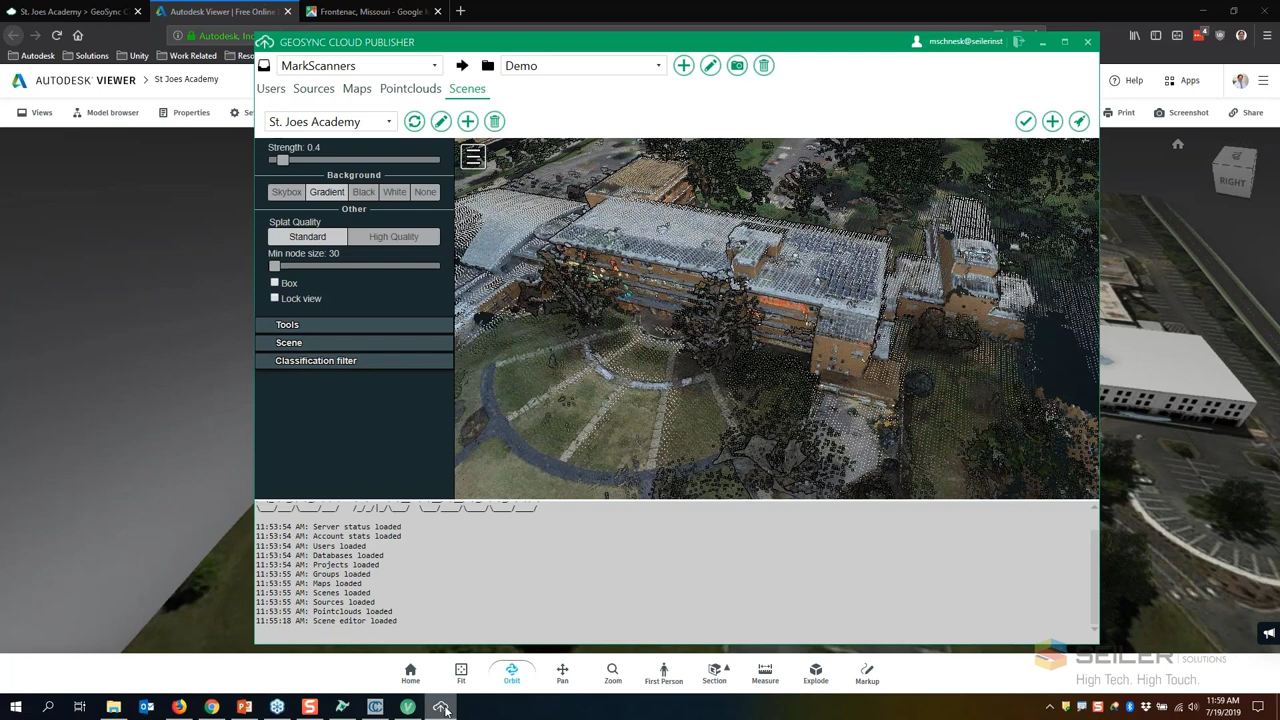 St. Joes Academy > GeoSync C
Autodesk Viewer | Free Online
Frontenac, Missouri - Google M
Autodesk, Inc
Autodesk
Solutions
Unity
Work Related
AUTODESK VIEWER
St Joes Academy
Help
Apps
Views
Model browser
Properties
Print
Screenshot
Share
GEOSYNC CLOUD PUBLISHER
mschnesk@seilerinst
MarkScanners
Demo
Users
Sources
Maps
Pointclouds
Scenes
St. Joes Academy
Strength: 0.4
Background
Skybox
Gradient
Black
White
None
Other
Splat Quality
Standard
High Quality
Min node size: 30
Box
Lock view
Tools
Scene
Classification filter
RIGHT
11:53:54 AM: Server status loaded
11:53:54 AM: Account stats loaded
11:53:54 AM: Users loaded
11:53:54 AM: Databases loaded
11:53:54 AM: Projects loaded
11:53:55 AM: Groups loaded
11:53:55 AM: Maps loaded
11:53:55 AM: Scenes loaded
11:53:55 AM: Sources loaded
11:53:55 AM: Pointclouds loaded
11:55:18 AM: Scene editor loaded
Home
Fit
Orbit
Pan
Zoom
First Person
Section
Measure
Explode
Markup
SEILER | SOLUTIONS
High Tech. High Touch.
11:59 AM
7/19/2019